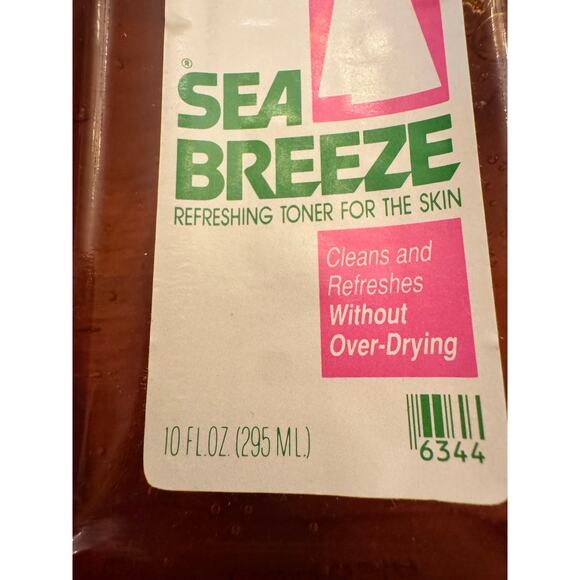 ®
SEA
BREEZE
REFRESHING TONER FOR THE SKIN
Cleans and
Refreshes
Without
Over-Drying
10 FL.OZ. (295 ML.)
6344